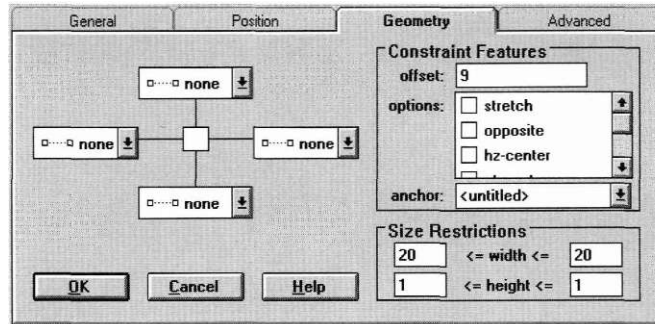 General Position Geometry Advanced
none
none none
none
OK Cancel Help
Constraint Features
offset: 9
options: stretch
opposite
hz-center
anchor: <untitled>
Size Restrictions
20 <= width <= 20
1 <= height <= 1